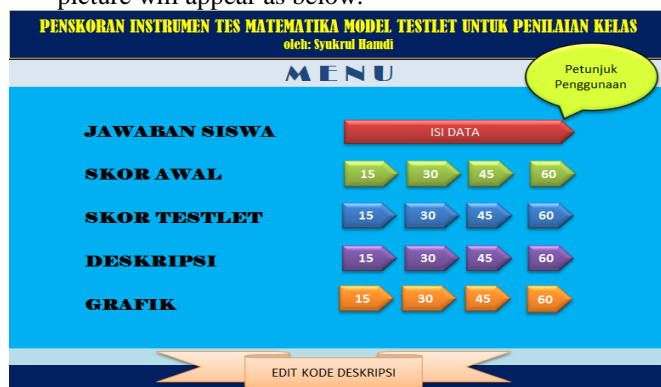 picture will appear as below.
PENSKORAN INSTRUMEN TES MATEMATIKA MODEL TESTLET UNTUK PENILAIAN KELAS
oleh: Syukrul Hamdi
MENU
Petunjuk
Penggunaan
JAWABAN SISWA ISI DATA
SKOR AWAL 15 30 45 60
SKOR TESTLET 15 30 45 60
DESKRIPSI 15 30 45 60
GRAFIK 15 30 45 60
EDIT KODE DESKRIPSI